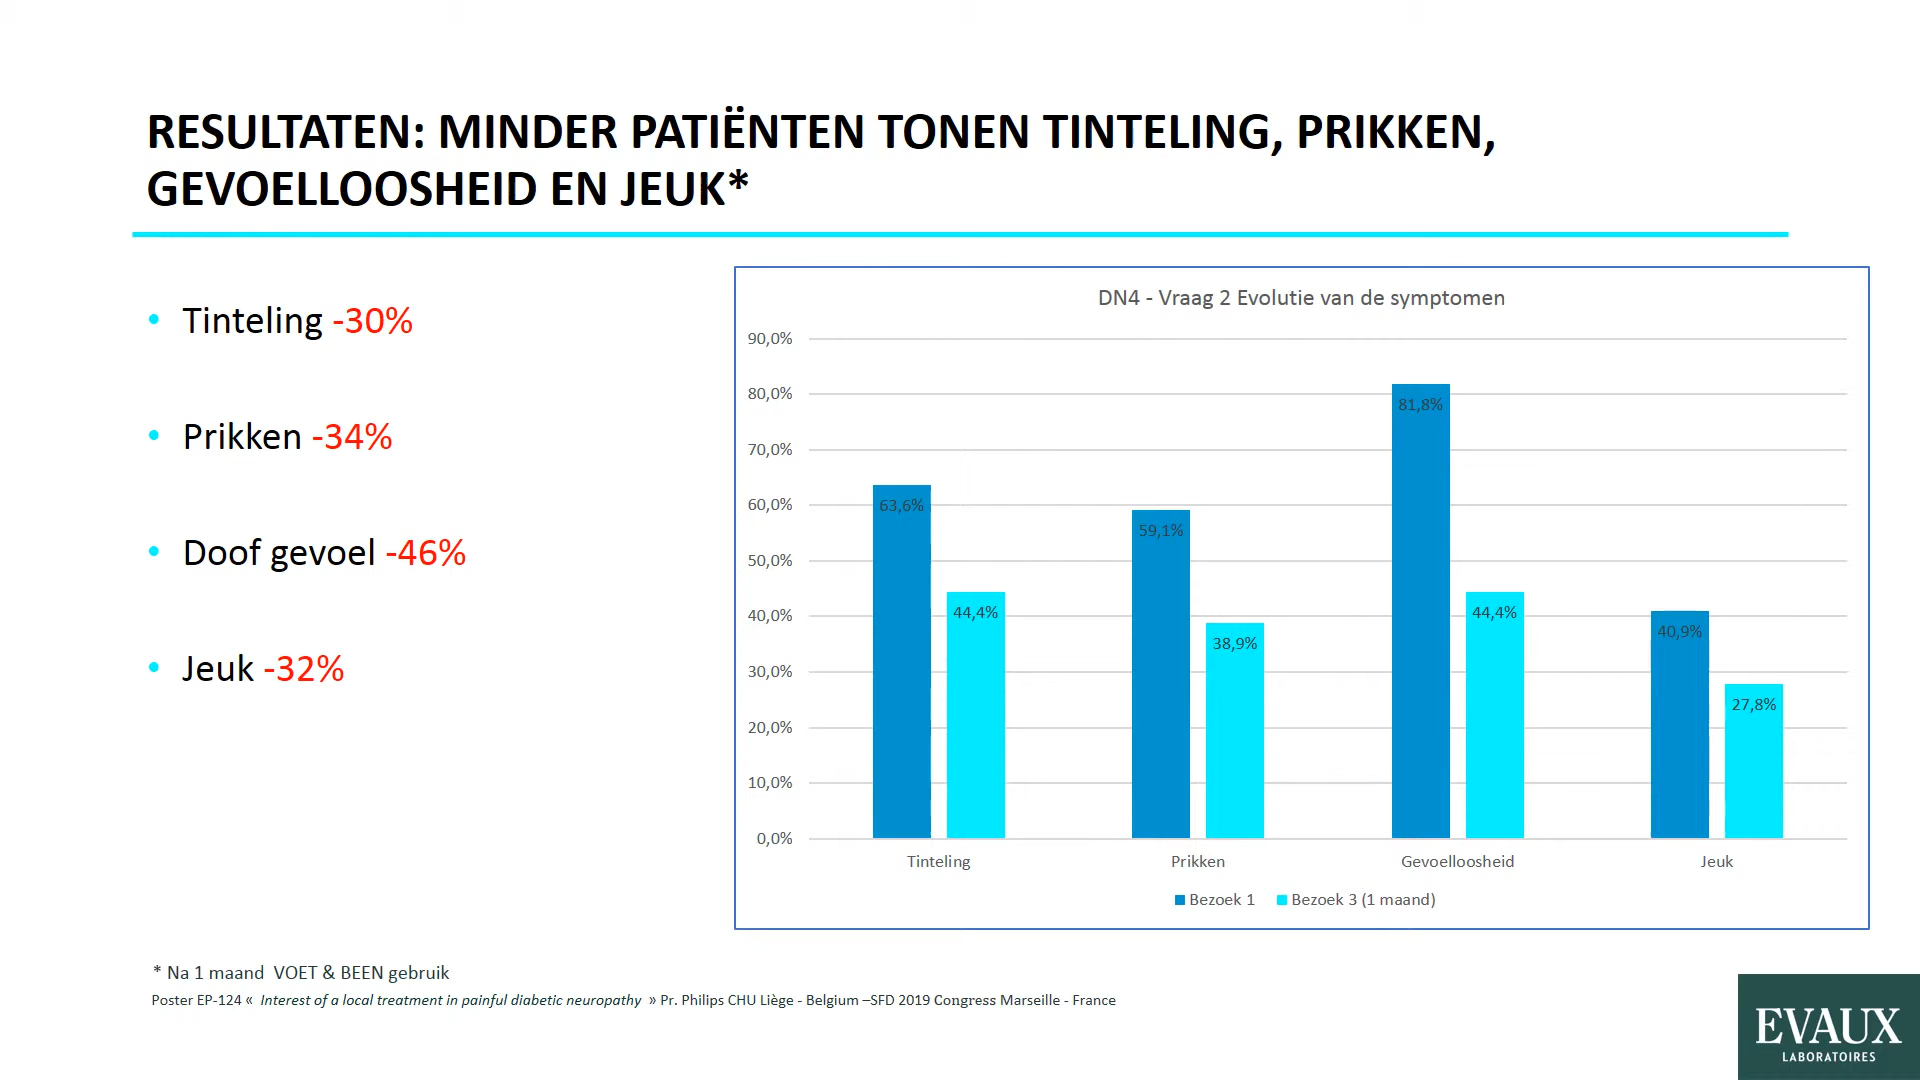 RESULTATEN: MINDER PATIËNTEN TONEN TINTELING, PRIKKEN,
GEVOELLOOSHEID EN JEUK*
• Tinteling -30%
• Prikken -34%
• Doof gevoel -46%
• Jeuk -32%
DN4 - Vraag 2 Evolutie van de symptomen
90,0%
80,0%
70,0%
60,0%
50,0%
40,0%
30,0%
20,0%
10,0%
0,0%
63,6%
44,4%
59,1%
38,9%
81,8%
44,4%
40,9%
27,8%
Tinteling
Prikken
Gevoelloosheid
Jeuk
Bezoek 1
Bezoek 3 (1 maand)
* Na 1 maand VOET & BEEN gebruik
Poster EP-124 « Interest of a local treatment in painful diabetic neuropathy » Pr. Philips CHU Liège - Belgium –SFD 2019 Congress Marseille - France
EVAUX
LABORATOIRES